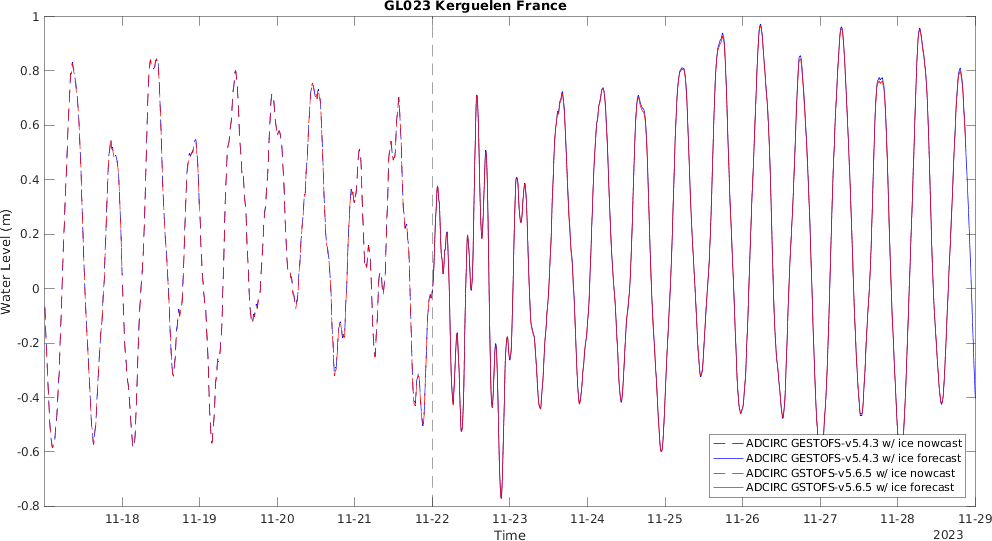 GL023 Kerguelen France
1
0.8
0.6
0.4
0.2
0
-0.2
-0.4
-0.6
-0.8
Water Level (m)
ADCIRC GESTOFS-v5.4.3 w/ ice nowcast
ADCIRC GESTOFS-v5.4.3 w/ ice forecast
ADCIRC GSTOFS-v5.6.5 w/ ice nowcast
ADCIRC GSTOFS-v5.6.5 w/ ice forecast
11-18 11-19 11-20 11-21 11-22 11-23 11-24 11-25 11-26 11-27 11-28 11-29
Time
2023